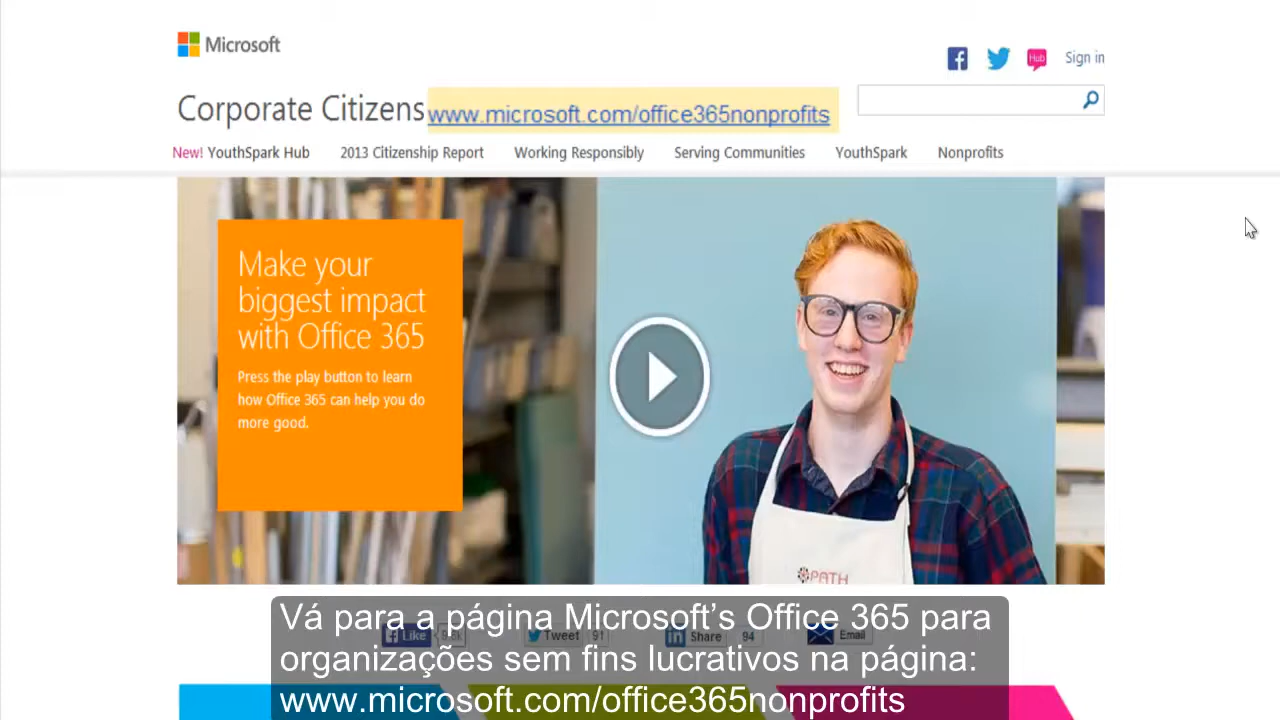 Microsoft
Sign in
Hub
Corporate Citizens
www.microsoft.com/office365nonprofits
New! YouthSpark Hub 2013 Citizenship Report Working Responsibly Serving Communities YouthSpark Nonprofits
Make your
biggest impact
with Office 365
Press the play button to learn
how Office 365 can help you do
more good.
PATH
Like Tweet 91 Share 94 Email
Vá para a página Microsoft’s Office 365 para
organizações sem fins lucrativos na página:
www.microsoft.com/office365nonprofits